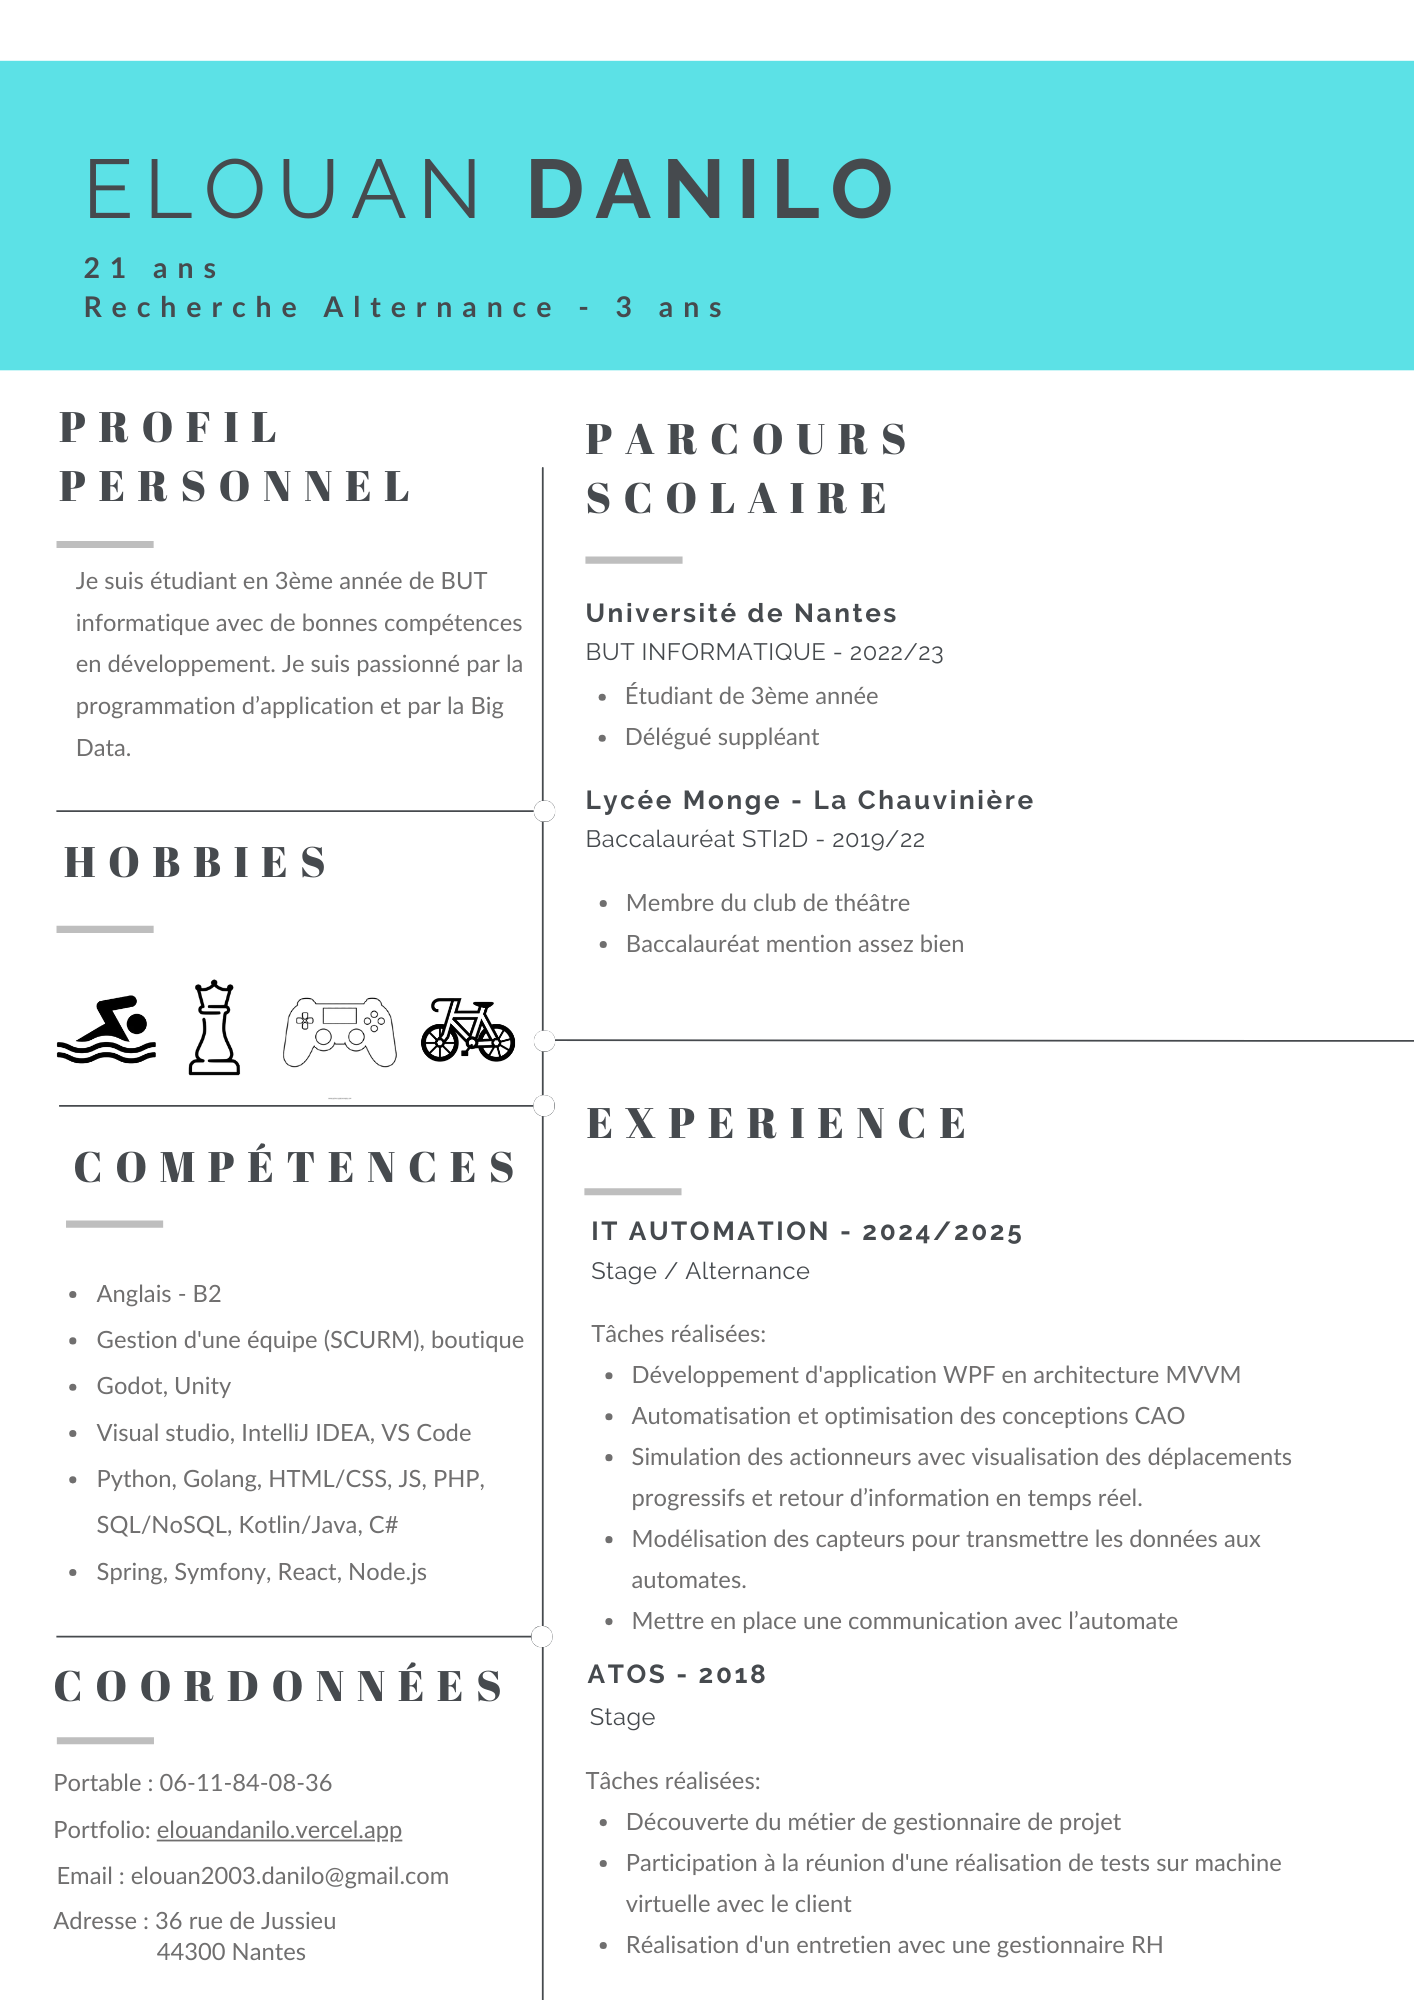 ELOUAN DANILO
21 ans
Recherche Alternance - 3 ans
PROFIL
PERSONNEL
Je suis étudiant en 3ème année de BUT
informatique avec de bonnes compétences
en développement. Je suis passionné par la
programmation d’application et par la Big
Data.
HOBBIES
COMPÉTENCES
Anglais - B2
Gestion d'une équipe (SCURM), boutique
Godot, Unity
Visual studio, IntelliJ IDEA, VS Code
Python, Golang, HTML/CSS, JS, PHP,
SQL/NoSQL, Kotlin/Java, C#
Spring, Symfony, React, Node.js
COORDONNÉES
Portable : 06-11-84-08-36
Portfolio: elouandanilo.vercel.app
Email : elouan2003.danilo@gmail.com
Adresse : 36 rue de Jussieu
44300 Nantes
PARCOURS
SCOLAIRE
Université de Nantes
BUT INFORMATIQUE - 2022/23
Étudiant de 3ème année
Délégué suppléant
Lycée Monge - La Chauvinière
Baccalauréat STI2D - 2019/22
Membre du club de théâtre
Baccalauréat mention assez bien
EXPERIENCE
IT AUTOMATION - 2024/2025
Stage / Alternance
Tâches réalisées:
Développement d'application WPF en architecture MVVM
Automatisation et optimisation des conceptions CAO
Simulation des actionneurs avec visualisation des déplacements
progressifs et retour d’information en temps réel.
Modélisation des capteurs pour transmettre les données aux
automates.
Mettre en place une communication avec l’automate
ATOS - 2018
Stage
Tâches réalisées:
Découverte du métier de gestionnaire de projet
Participation à la réunion d'une réalisation de tests sur machine
virtuelle avec le client
Réalisation d'un entretien avec une gestionnaire RH